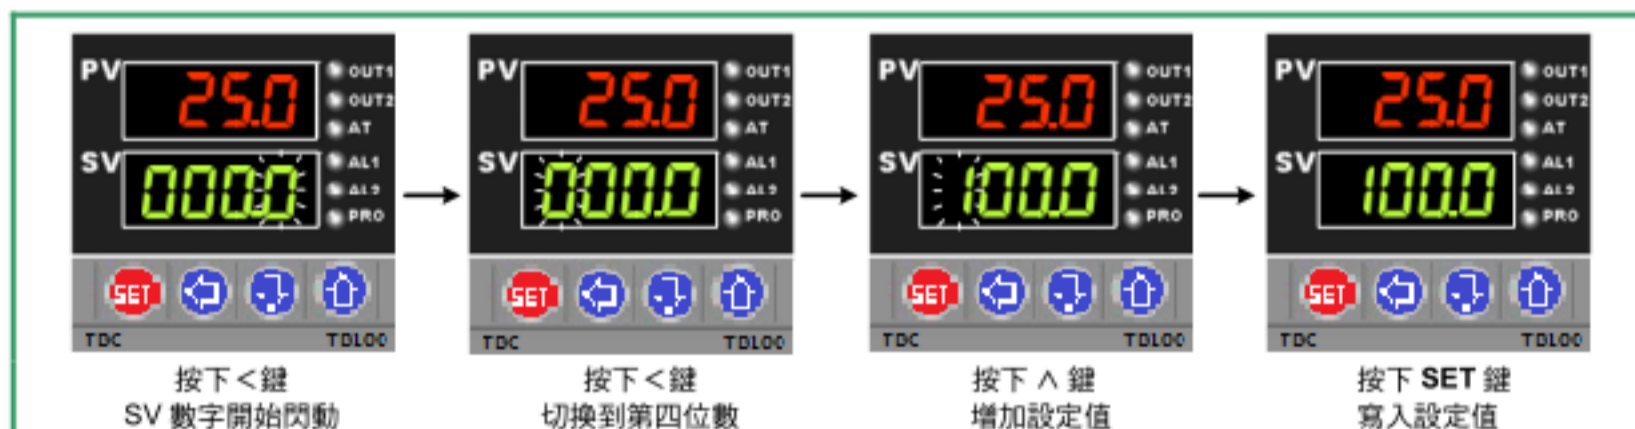 PV 25.0 OUT1
OUT2
AT
SV 000.0 AL1
AL2
PRO
SET
TDC TDL00
按下<鍵
SV 數字開始閃動
PV 25.0 OUT1
OUT2
AT
SV 000.0 AL1
AL2
PRO
SET
TDC TDL00
按下<鍵
切換到第四位數
PV 25.0 OUT1
OUT2
AT
SV 100.0 AL1
AL2
PRO
SET
TDC TDL00
按下 ∧ 鍵
增加設定值
PV 25.0 OUT1
OUT2
AT
SV 100.0 AL1
AL2
PRO
SET
TDC TDL00
按下 SET 鍵
寫入設定值